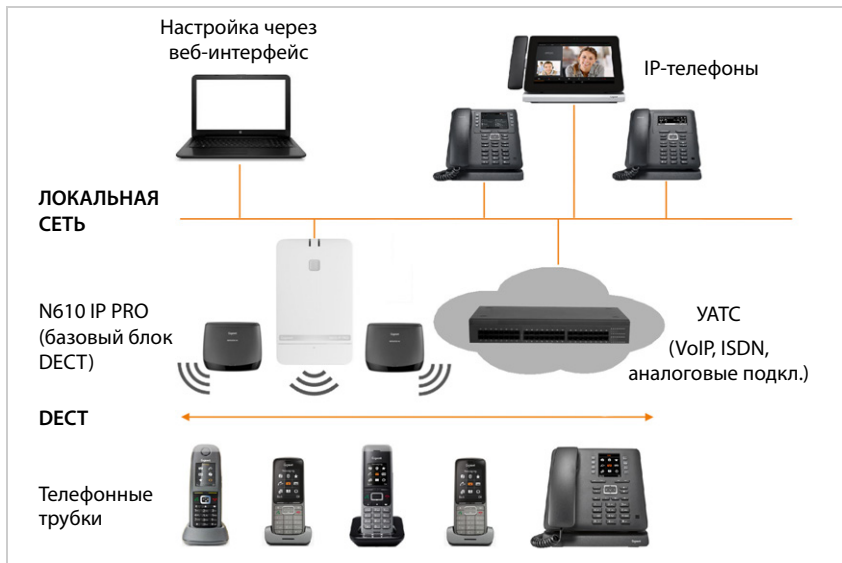 Настройка через
веб-интерфейс
IP-телефоны
ЛОКАЛЬНАЯ
СЕТЬ
N610 IP PRO
(базовый блок
DECT)
УАТС
(VoIP, ISDN,
аналоговые подкл.)
DECT
Телефонные
трубки